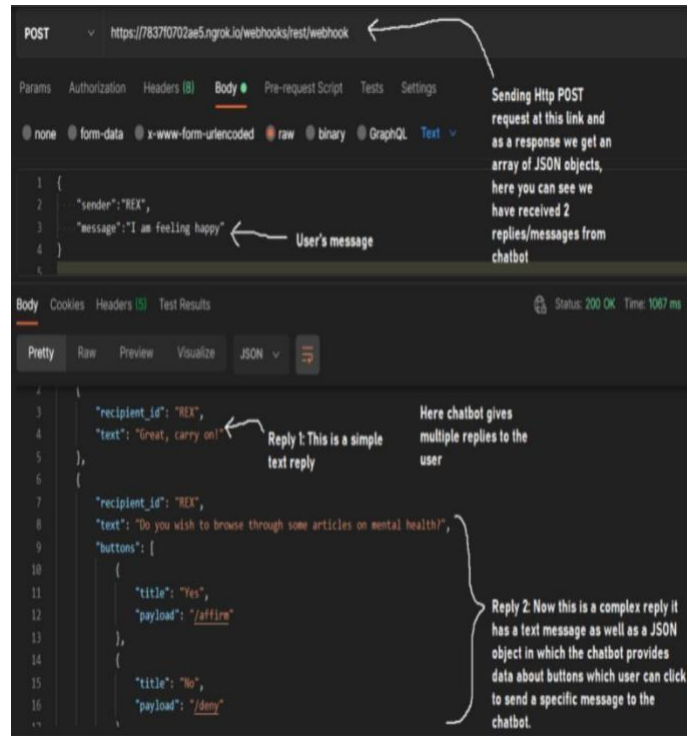 POST https://7837f0702ae5.ngrok.io/webhooks/rest/webhook
Params Authorization Headers (8) Body Pre-request Script Tests Settings
none form-data x-www-form-urlencoded raw binary GraphQL Text
Sending Http POST
request at this link and
as a response we get an
array of JSON objects,
here you can see we
have received 2
replies/messages from
chatbot
1 {
2 "sender":"REX",
3 "message":"I am feeling happy"
4 }
5
User's message
Body Cookies Headers (5) Test Results Status: 200 OK Time: 1067 ms
Pretty Raw Preview Visualize JSON
2 {
3 "recipient_id": "REX",
4 "text": "Great, carry on!"
5 },
6 {
7 "recipient_id": "REX",
8 "text": "Do you wish to browse through some articles on mental health?",
9 "buttons": [
10 {
11 "title": "Yes",
12 "payload": "/affirm"
13 },
14 {
15 "title": "No",
16 "payload": "/deny"
Reply 1: This is a simple
text reply
Here chatbot gives
multiple replies to the
user
Reply 2: Now this is a complex reply it
has a text message as well as a JSON
object in which the chatbot provides
data about buttons which user can click
to send a specific message to the
chatbot.